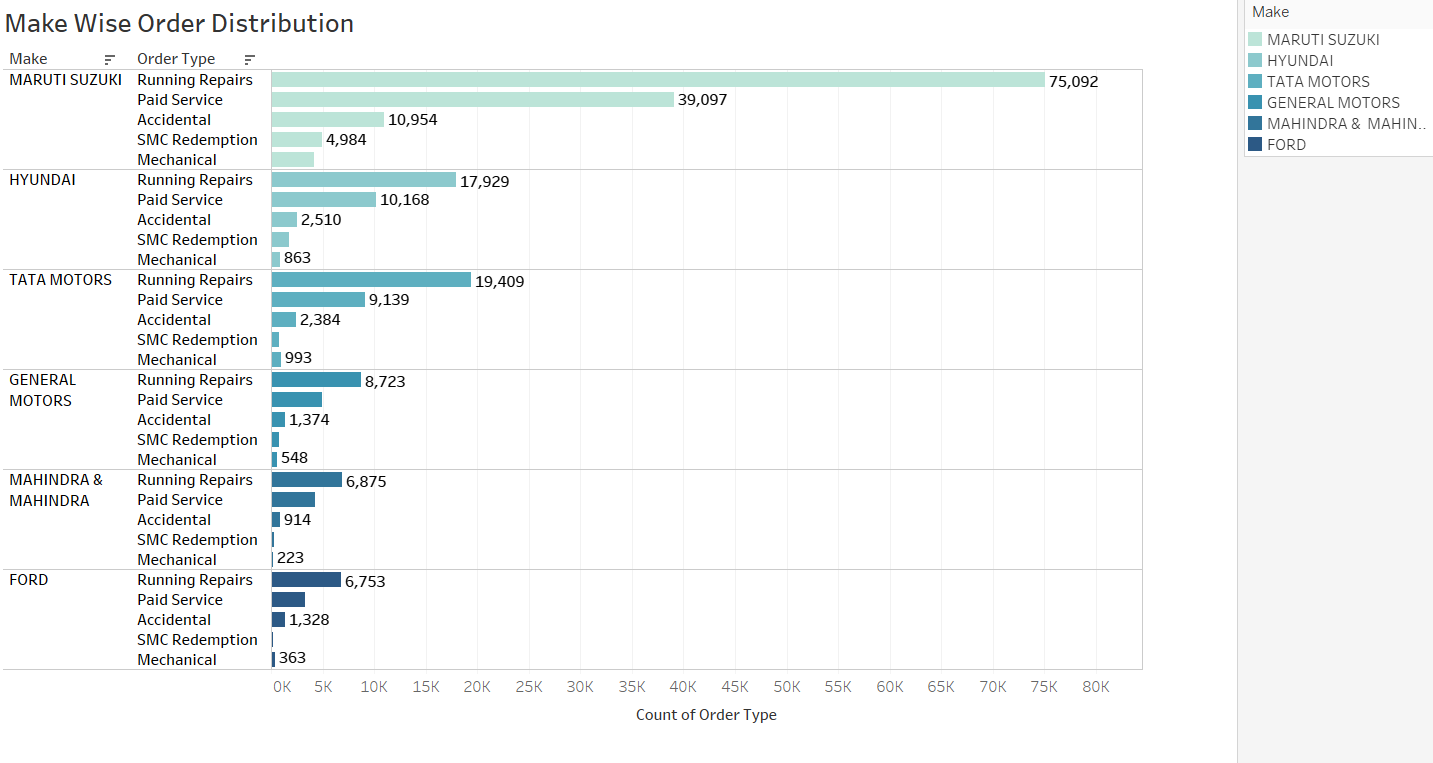 Make Wise Order Distribution
Make
Order Type
MARUTI SUZUKI
Running Repairs
75,092
Paid Service
39,097
Accidental
10,954
SMC Redemption
4,984
Mechanical
HYUNDAI
Running Repairs
17,929
Paid Service
10,168
Accidental
2,510
SMC Redemption
Mechanical
863
TATA MOTORS
Running Repairs
19,409
Paid Service
9,139
Accidental
2,384
SMC Redemption
Mechanical
993
GENERAL
MOTORS
Running Repairs
8,723
Paid Service
Accidental
1,374
SMC Redemption
Mechanical
548
MAHINDRA &
MAHINDRA
Running Repairs
6,875
Paid Service
Accidental
914
SMC Redemption
Mechanical
223
FORD
Running Repairs
6,753
Paid Service
Accidental
1,328
SMC Redemption
Mechanical
363
0K 5K 10K 15K 20K 25K 30K 35K 40K 45K 50K 55K 60K 65K 70K 75K 80K
Count of Order Type
Make
MARUTI SUZUKI
HYUNDAI
TATA MOTORS
GENERAL MOTORS
MAHINDRA & MAHIN..
FORD